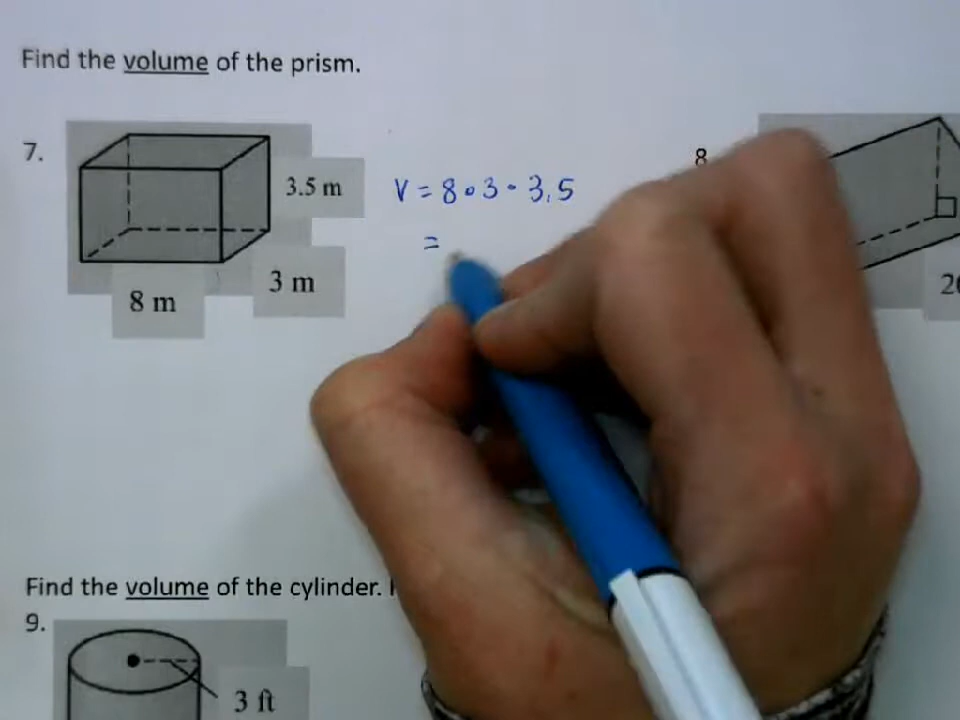 Find the volume of the prism.
7.
3.5 m
V = 8 • 3 • 3.5
=
8 m
3 m
8
Find the volume of the cylinder.
9.
3 ft